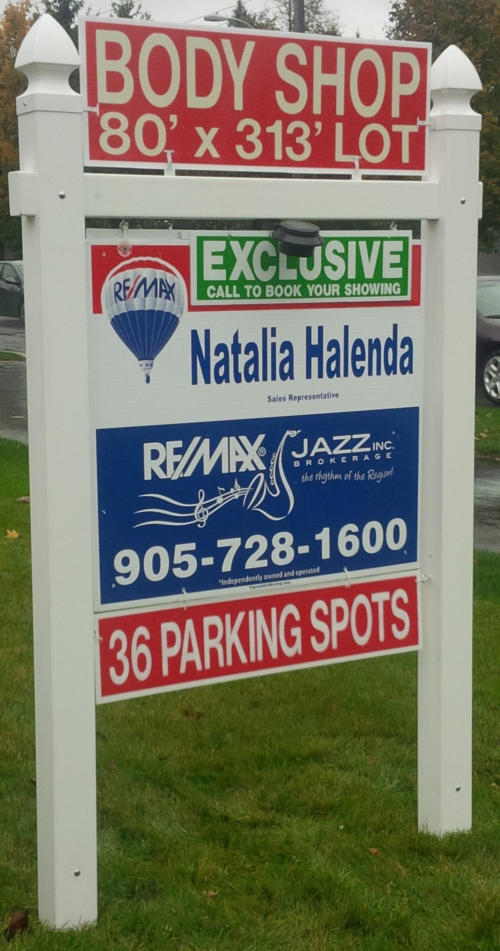 BODY SHOP
80' x 313' LOT
EXCLUSIVE
CALL TO BOOK YOUR SHOWING
RE/MAX
Natalia Halenda
Sales Representative
RE/MAX® JAZZ INC.
BROKERAGE
the rhythm of the Region!
905-728-1600
*Independently owned and operated
36 PARKING SPOTS